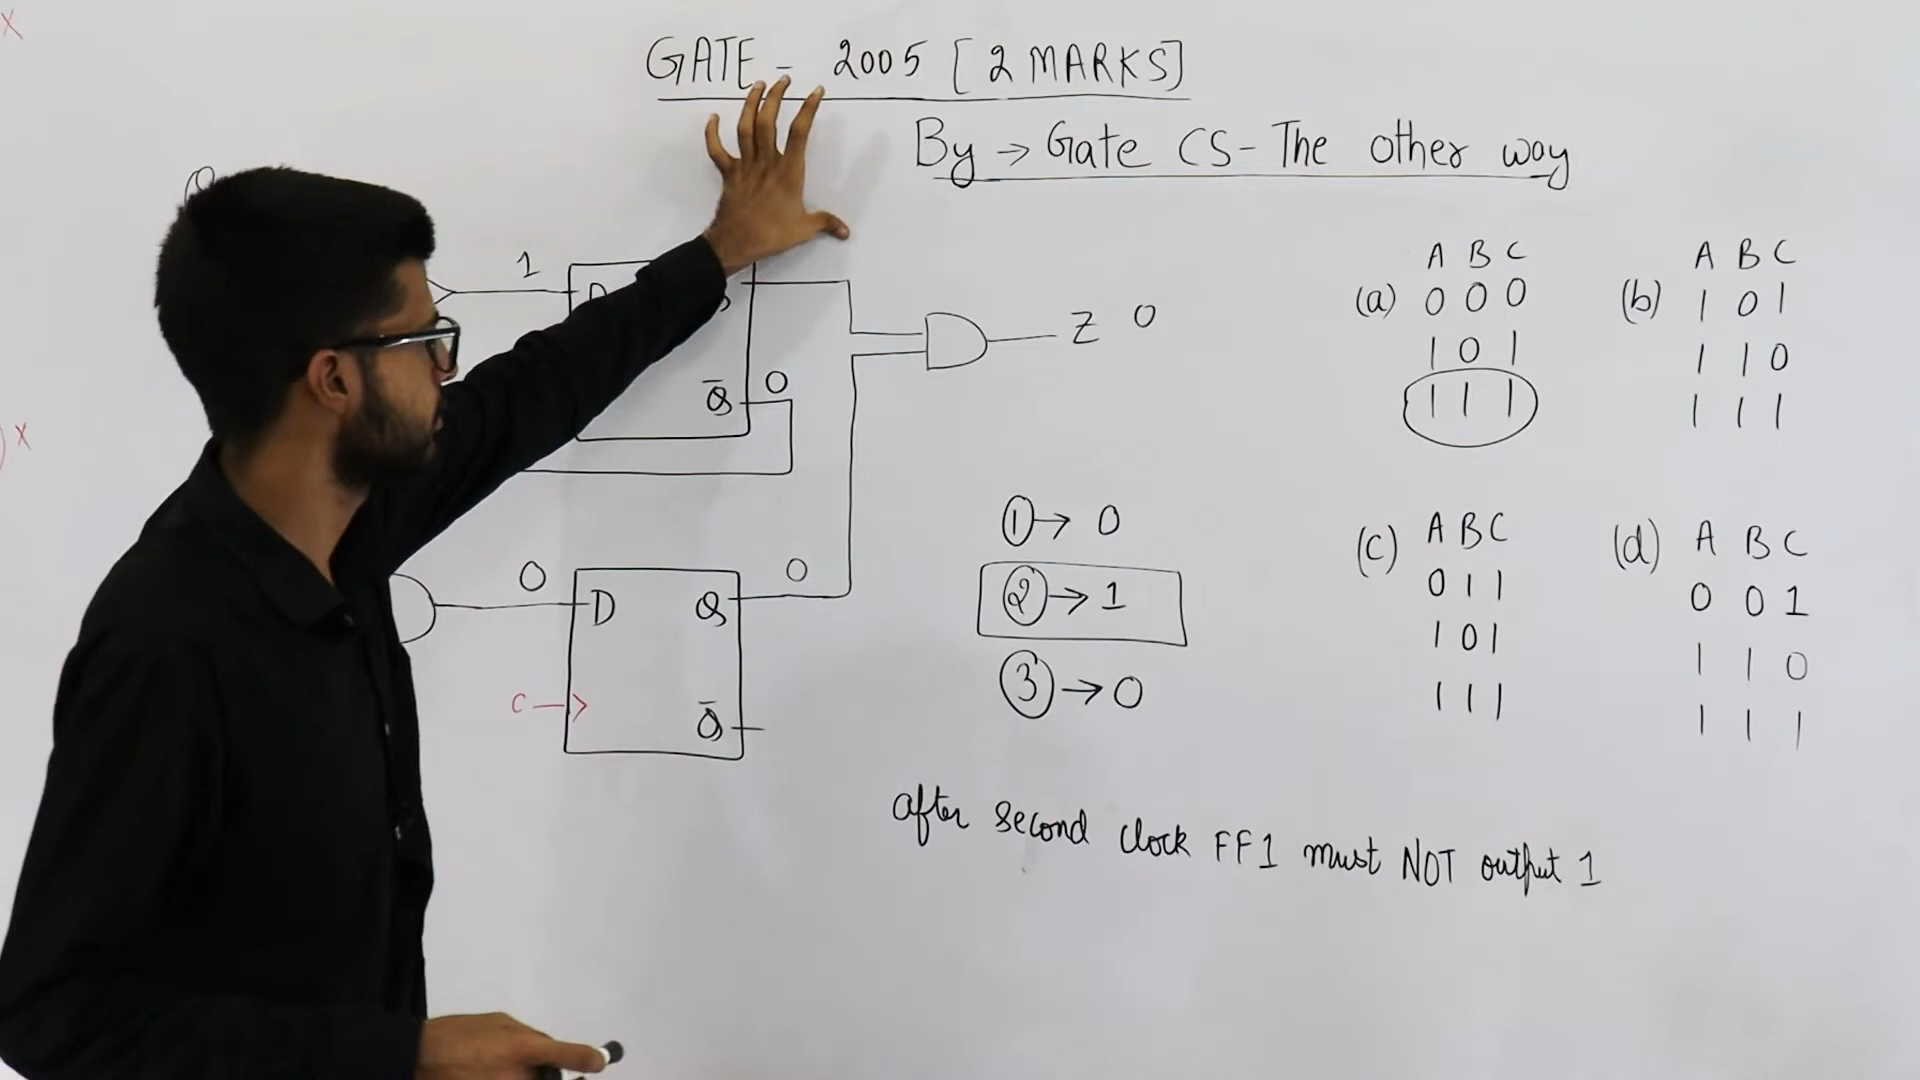 GATE - 2005 [2 MARKS]
By → Gate CS - The other way
x
x
1
D
Q̅ 0
Z 0
0
D Q 0
C
Q̅
① → 0
② → 1
③ → 0
(a) A B C
0 0 0
1 0 1
1 1 1
(b) A B C
1 0 1
1 1 0
1 1 1
(c) A B C
0 1 1
1 0 1
1 1 1
(d) A B C
0 0 1
1 1 0
1 1 1
after second clock FF1 must NOT output 1